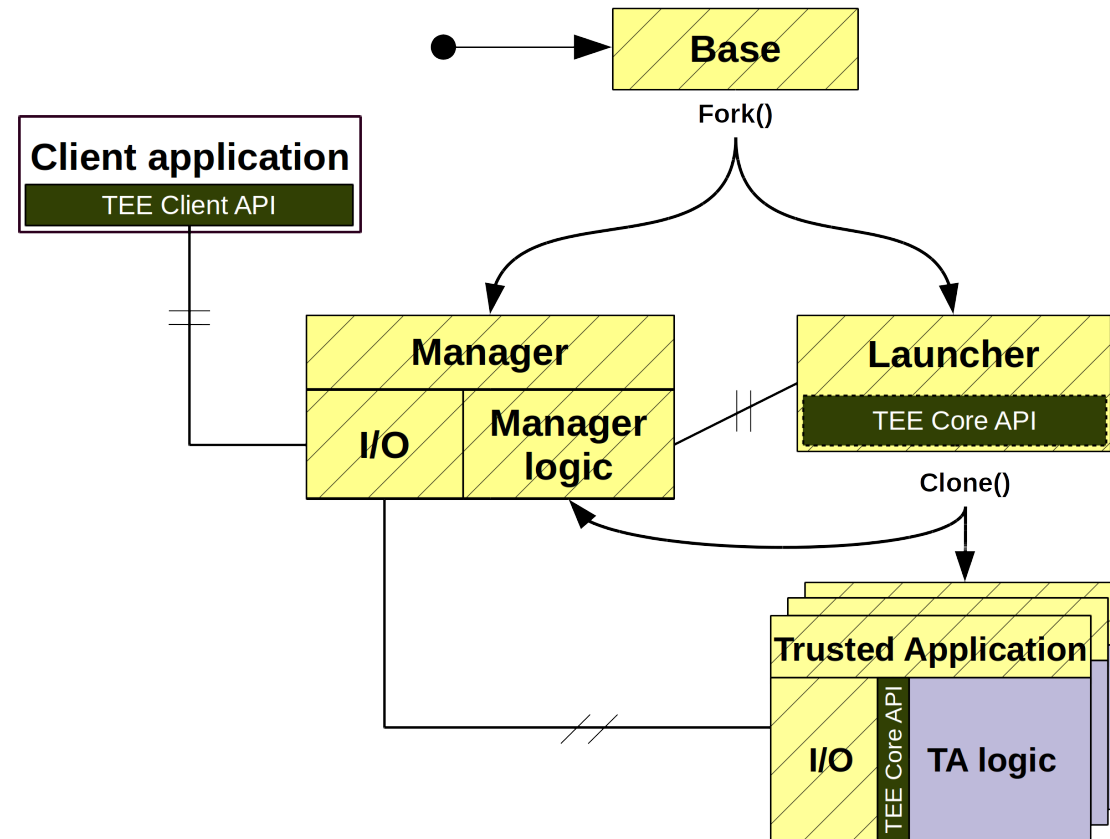 Base
Fork()
Client application
TEE Client API
Manager
I/O
Manager
logic
Launcher
TEE Core API
Clone()
Trusted Application
I/O
TEE Core API
TA logic